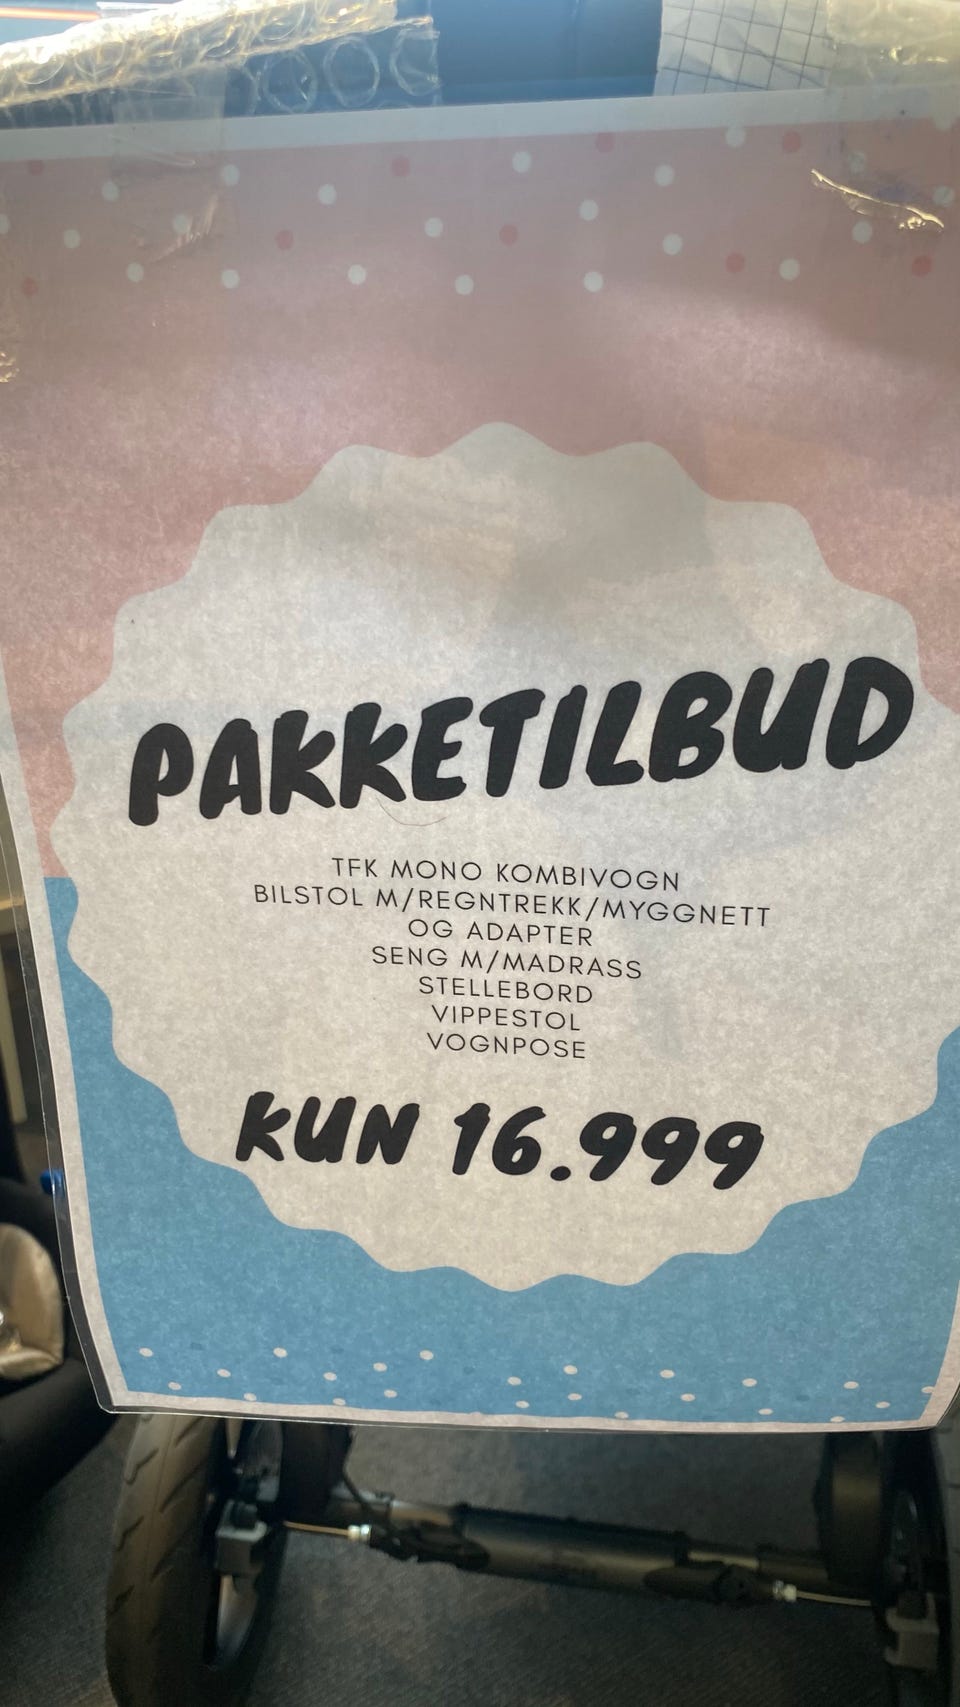 PAKKETILBUD
TFK MONO KOMBIVOGN
BILSTOL M/REGNTREKK/MYGGNETT
OG ADAPTER
SENG M/MADRASS
STELLEBORD
VIPPESTOL
VOGNPOSE
KUN 16.999